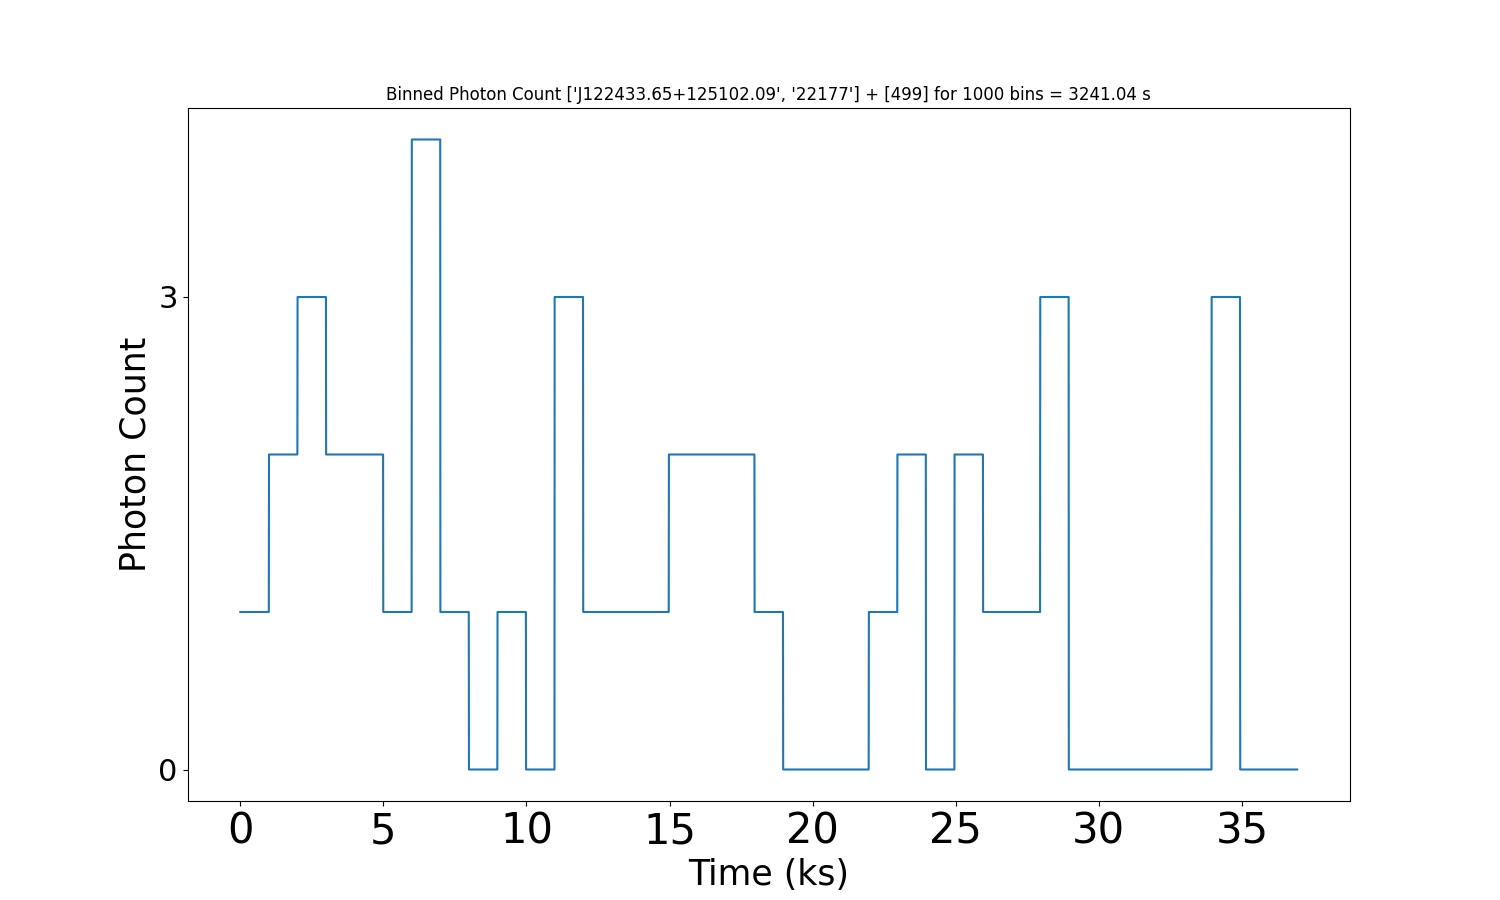 Binned Photon Count ['J122433.65+125102.09', '22177'] + [499] for 1000 bins = 3241.04 s
3
0
Photon Count
0 5 10 15 20 25 30 35
Time (ks)